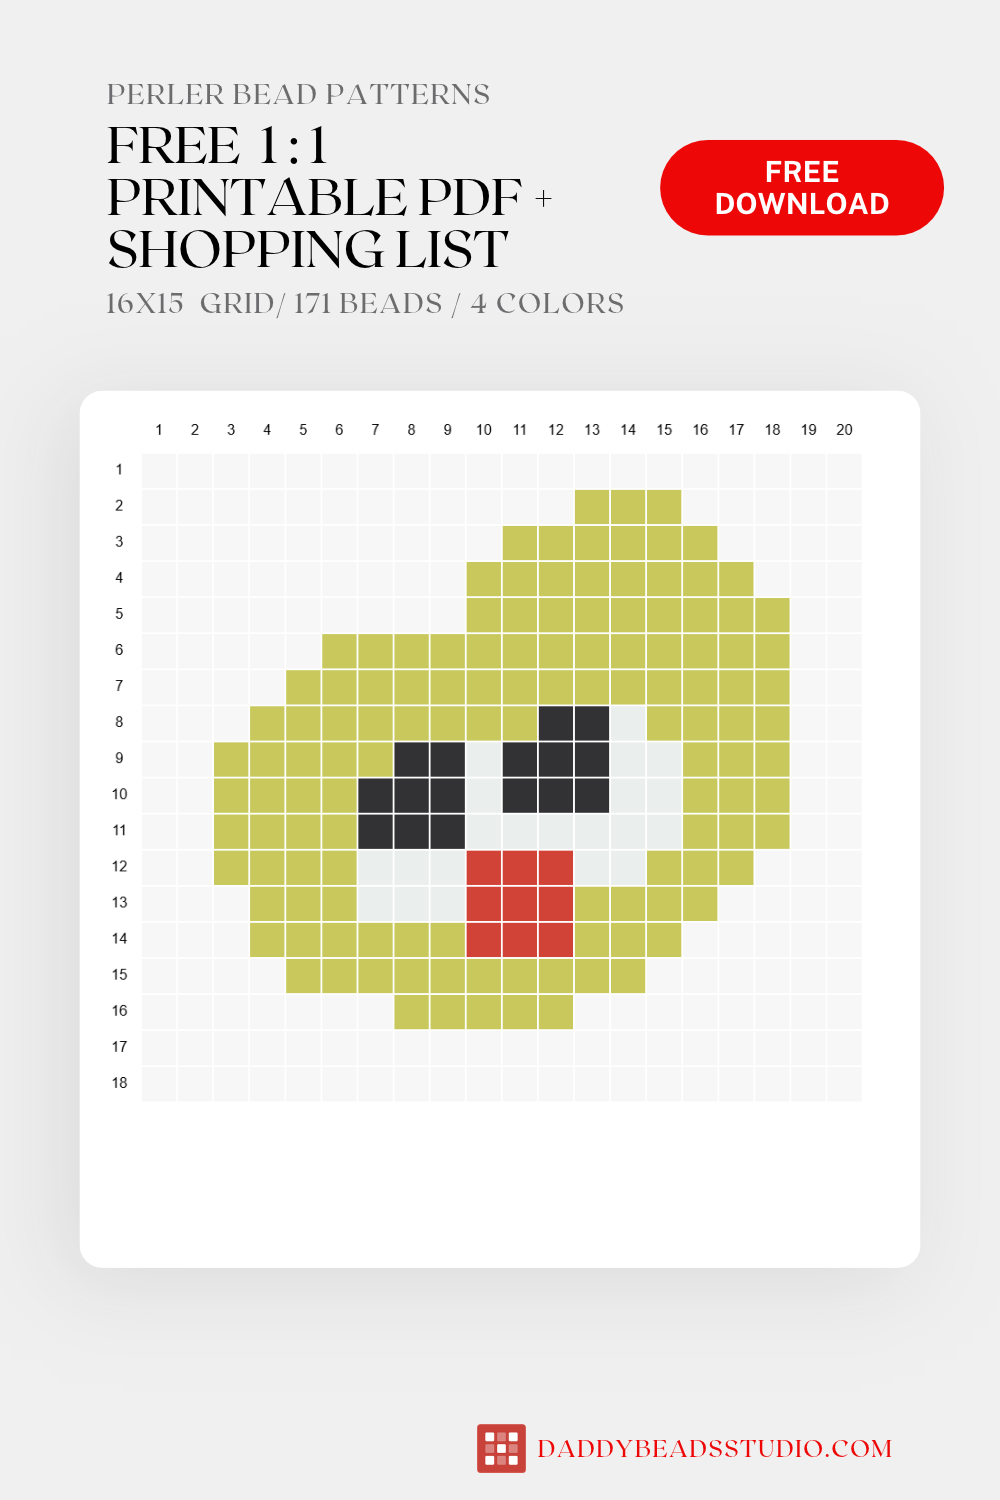 PERLER BEAD PATTERNS
FREE 1:1
PRINTABLE PDF +
SHOPPING LIST
16X15 GRID/ 171 BEADS / 4 COLORS
FREE
DOWNLOAD
1 2 3 4 5 6 7 8 9 10 11 12 13 14 15 16 17 18 19 20
1
2
3
4
5
6
7
8
9
10
11
12
13
14
15
16
17
18
DADDYBEADSSTUDIO.COM